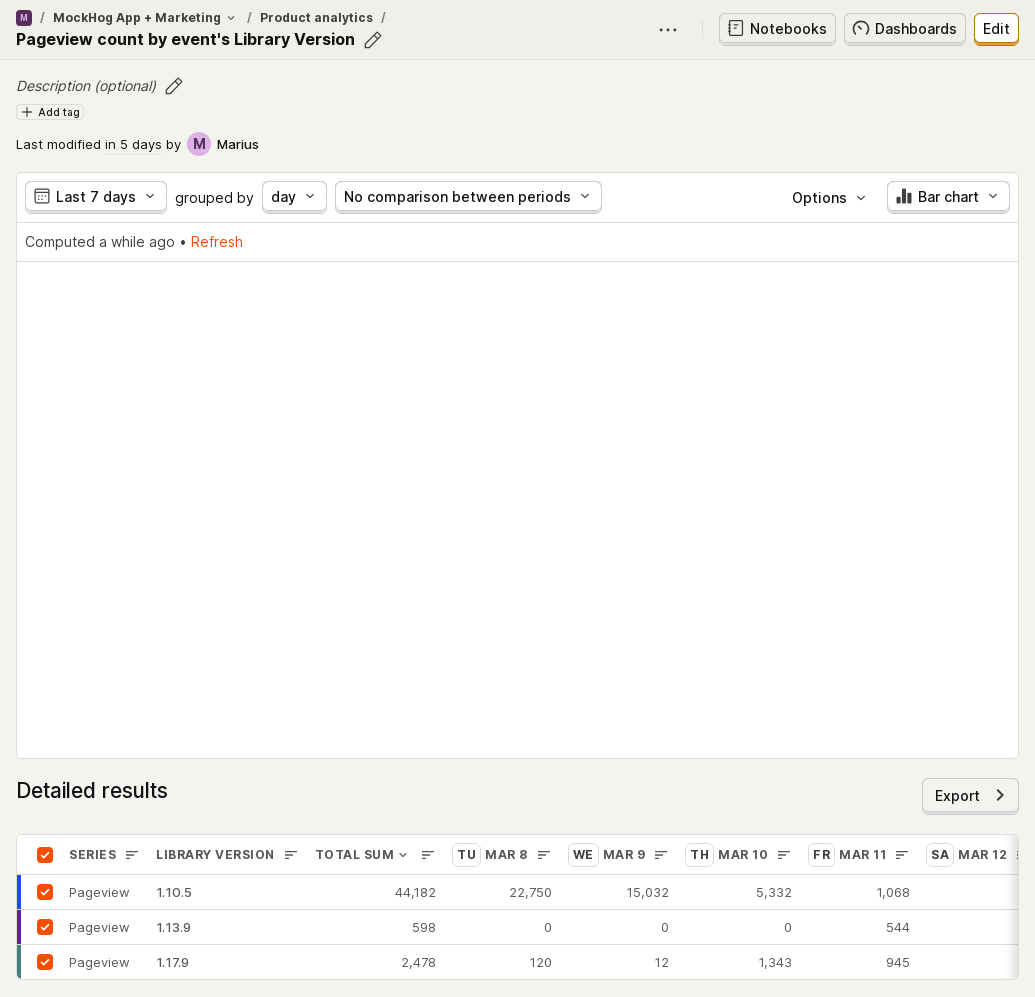 M / MockHog App + Marketing / Product analytics /
Pageview count by event's Library Version
Notebooks Dashboards Edit
Description (optional)
Add tag
Last modified in 5 days by M Marius
Last 7 days grouped by day No comparison between periods Options Bar chart
Computed a while ago • Refresh
Detailed results
Export
SERIES LIBRARY VERSION TOTAL SUM TU MAR 8 WE MAR 9 TH MAR 10 FR MAR 11 SA MAR 12
Pageview 1.10.5 44,182 22,750 15,032 5,332 1,068
Pageview 1.13.9 598 0 0 0 544
Pageview 1.17.9 2,478 120 12 1,343 945